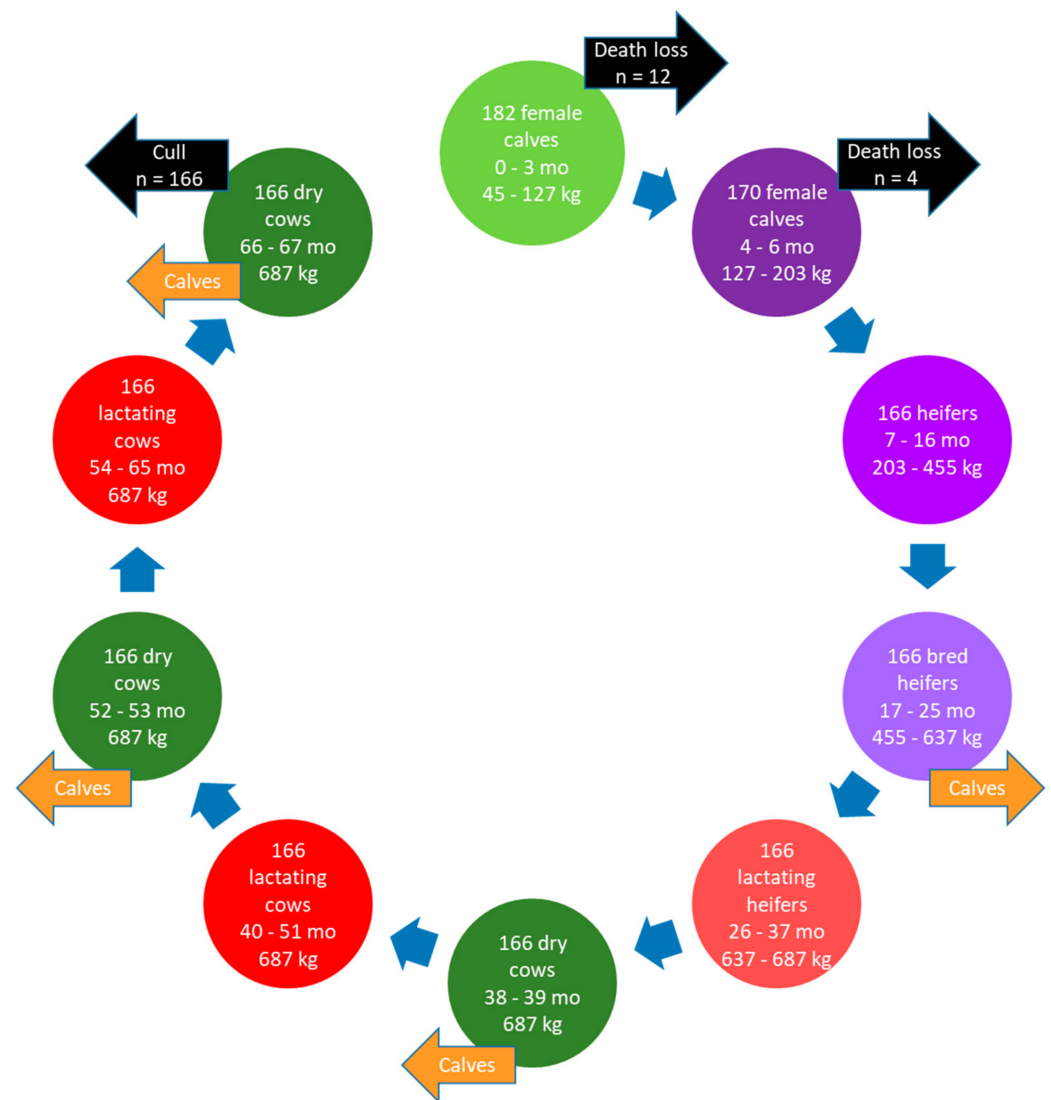 Death loss
n = 12
182 female
calves
0 - 3 mo
45 - 127 kg
Death loss
n = 4
170 female
calves
4 - 6 mo
127 - 203 kg
166 heifers
7 - 16 mo
203 - 455 kg
166 bred
heifers
17 - 25 mo
455 - 637 kg
Calves
166
lactating
heifers
26 - 37 mo
637 - 687 kg
166 dry
cows
38 - 39 mo
687 kg
Calves
166
lactating
cows
40 - 51 mo
687 kg
166 dry
cows
52 - 53 mo
687 kg
Calves
166
lactating
cows
54 - 65 mo
687 kg
166 dry
cows
66 - 67 mo
687 kg
Calves
Cull
n = 166